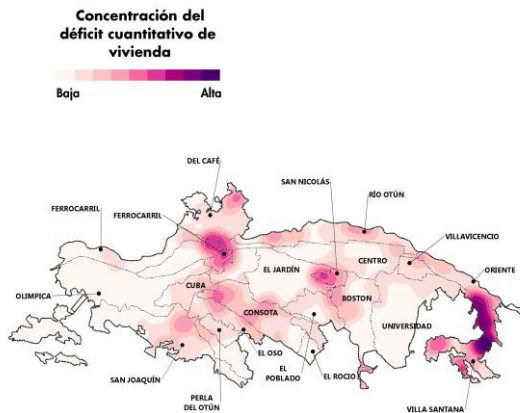 Concentración del
déficit cuantitativo de
vivienda
Baja
Alta
DEL CAFÉ
SAN NICOLÁS
RÍO OTÚN
FERROCARRIL
FERROCARRIL
VILLAVICENCIO
CENTRO
EL JARDÍN
ORIENTE
OLIMPICA
CUBA
BOSTON
CONSOTA
UNIVERSIDAD
EL OSO
SAN JOAQUÍN
EL
POBLADO
EL ROCIO
PERLA
DEL OTÚN
VILLA SANTANA